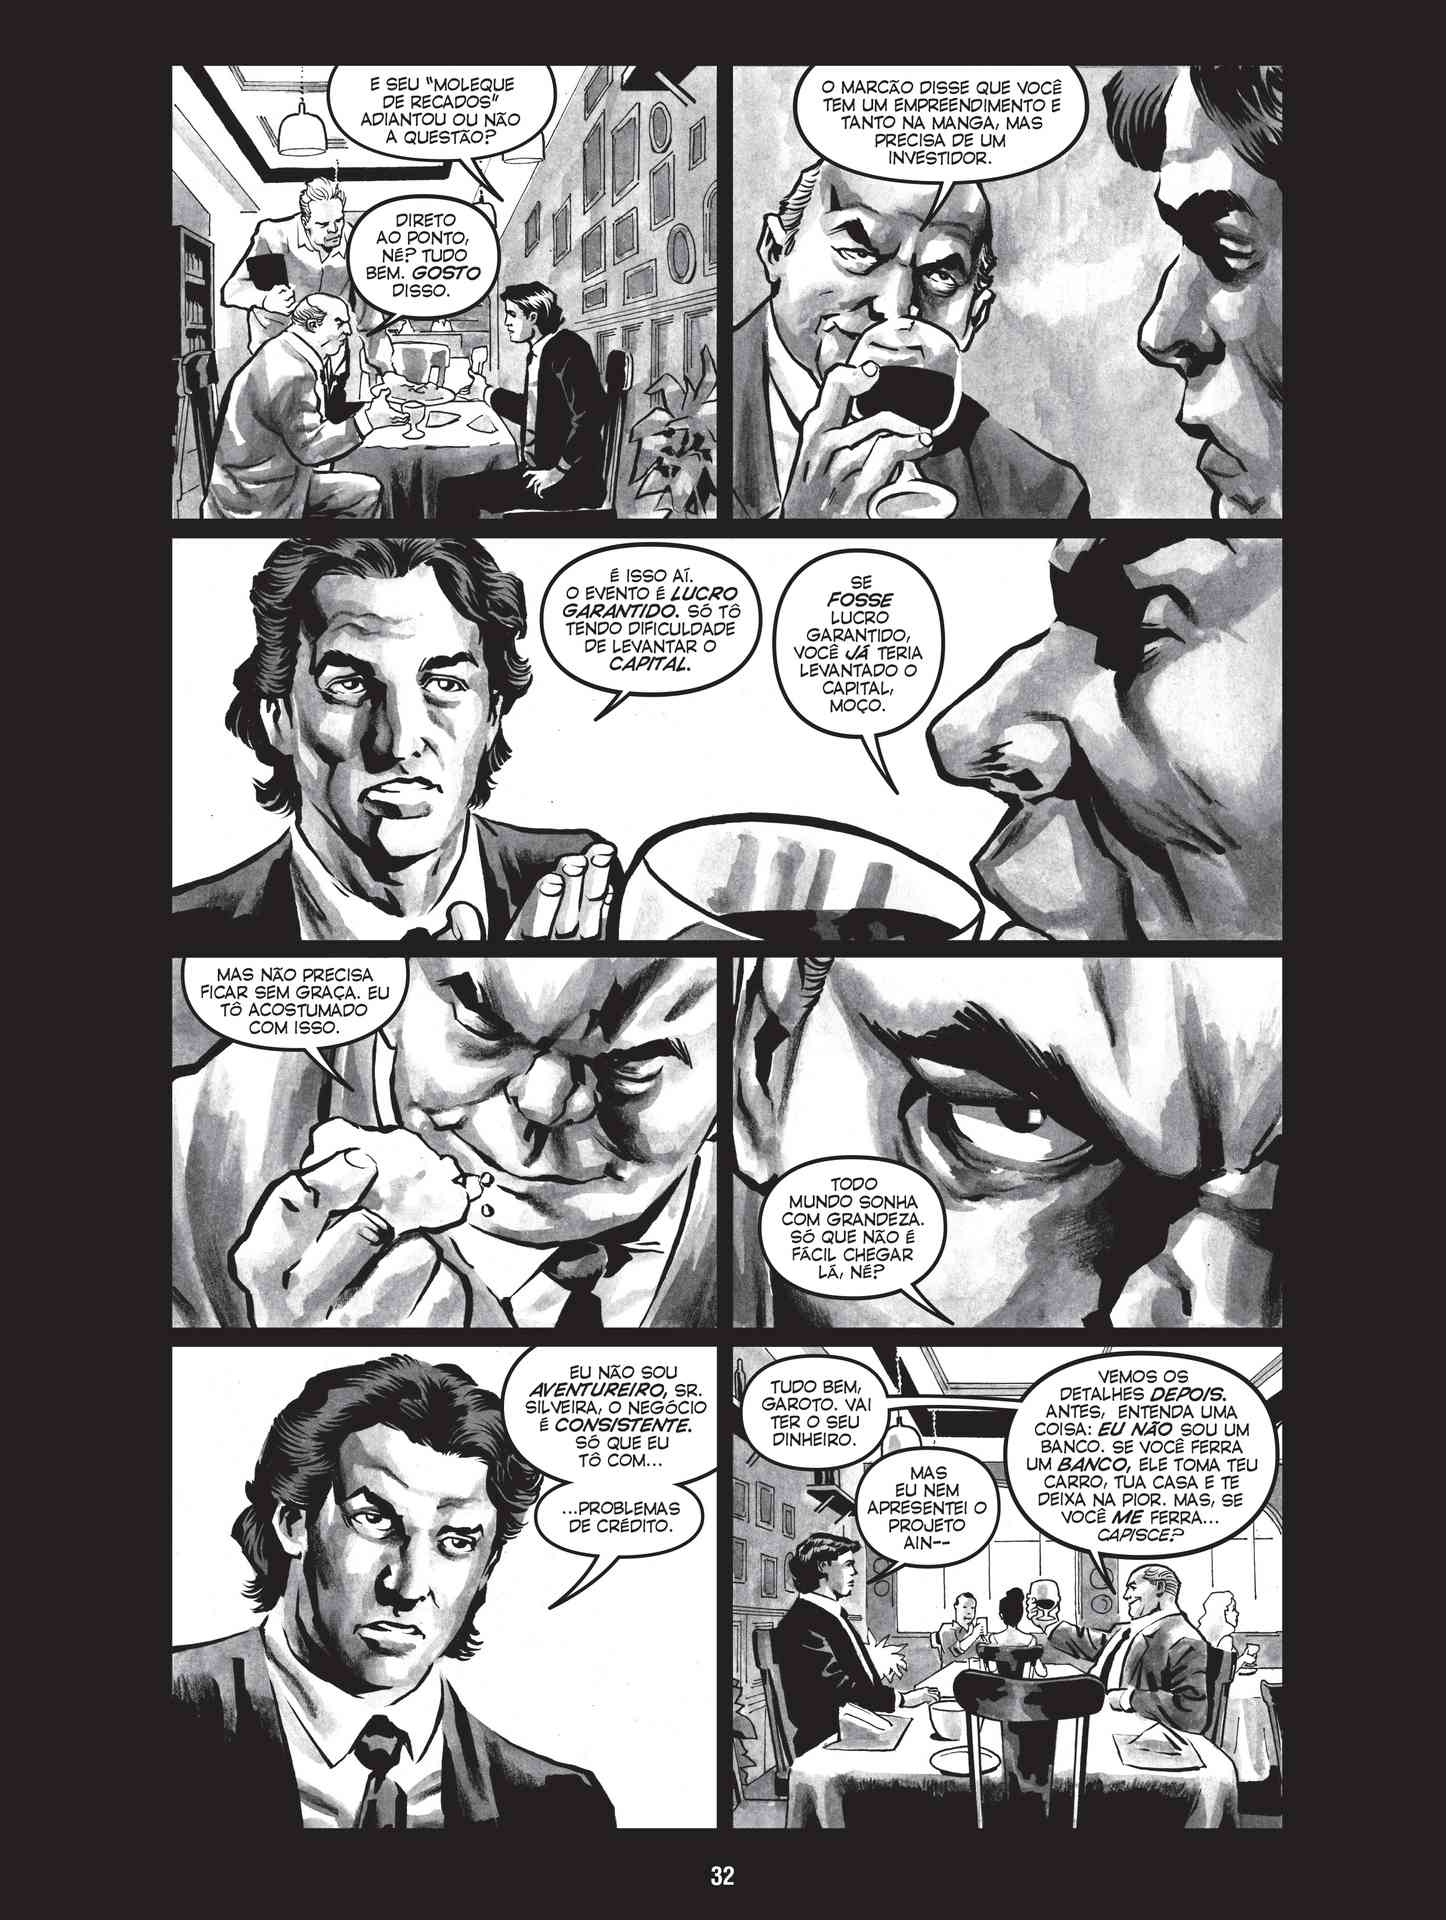 E SEU "MOLEQUE
DE RECADOS"
ADIANTOU OU NÃO
A QUESTÃO?
DIRETO
AO PONTO,
NÉ? TUDO
BEM. GOSTO
DISSO.
O MARCÃO DISSE QUE VOCÊ
TEM UM EMPREENDIMENTO E
TANTO NA MANGA, MAS
PRECISA DE UM
INVESTIDOR.
É ISSO AÍ.
O EVENTO É LUCRO
GARANTIDO. SÓ TÔ
TENDO DIFICULDADE
DE LEVANTAR O
CAPITAL.
SE
FOSSE
LUCRO
GARANTIDO,
VOCÊ JÁ TERIA
LEVANTADO O
CAPITAL,
MOÇO.
MAS NÃO PRECISA
FICAR SEM GRAÇA. EU
TÔ ACOSTUMADO
COM ISSO.
TODO
MUNDO SONHA
COM GRANDEZA.
SÓ QUE NÃO É
FÁCIL CHEGAR
LÁ, NÉ?
EU NÃO SOU
AVENTUREIRO, SR.
SILVEIRA, O NEGÓCIO
É CONSISTENTE.
SÓ QUE EU
TÔ COM...
...PROBLEMAS
DE CRÉDITO.
TUDO BEM,
GAROTO. VAI
TER O SEU
DINHEIRO.
MAS
EU NEM
APRESENTEI O
PROJETO
AIN--
VEMOS OS
DETALHES DEPOIS.
ANTES, ENTENDA UMA
COISA: EU NÃO SOU UM
BANCO. SE VOCÊ FERRA
UM BANCO, ELE TOMA TEU
CARRO, TUA CASA E TE
DEIXA NA PIOR. MAS, SE
VOCÊ ME FERRA...
CAPISCE?
32